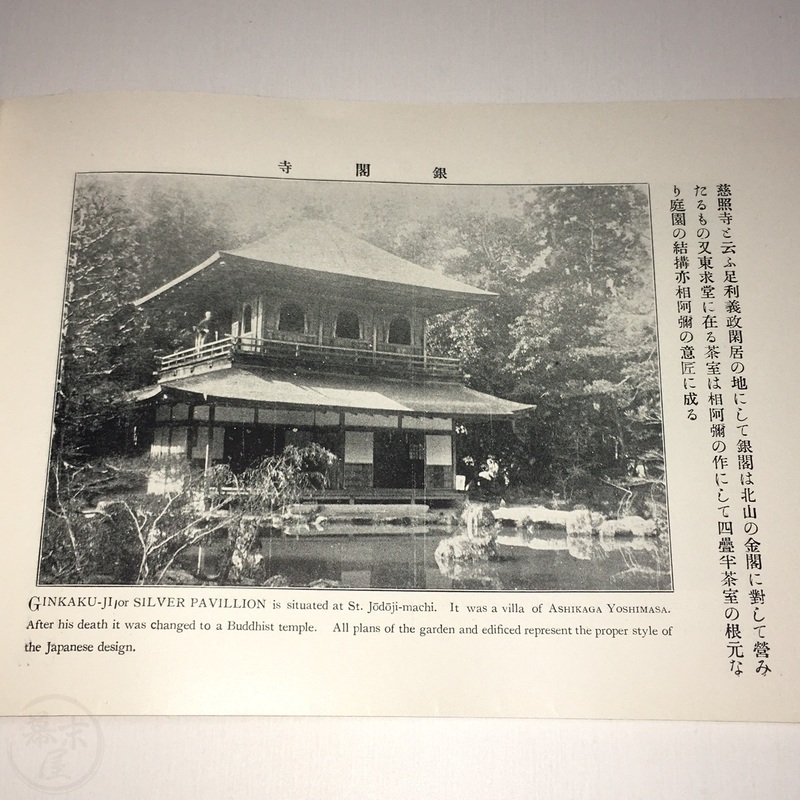 寺閣銀
慈照寺と云ふ足利義政閑居の地にして銀閣は北山の金閣に對して營み
たるもの又東求堂に在る茶室は相阿彌の作にして四疊半茶室の根元な
り庭園の結搆亦相阿彌の意匠に成る
GINKAKU-JI or SILVER PAVILLION is situated at St. Jōdōji-machi. It was a villa of ASHIKAGA YOSHIMASA.
After his death it was changed to a Buddhist temple. All plans of the garden and edificed represent the proper style of
the Japanese design.
幕末屋